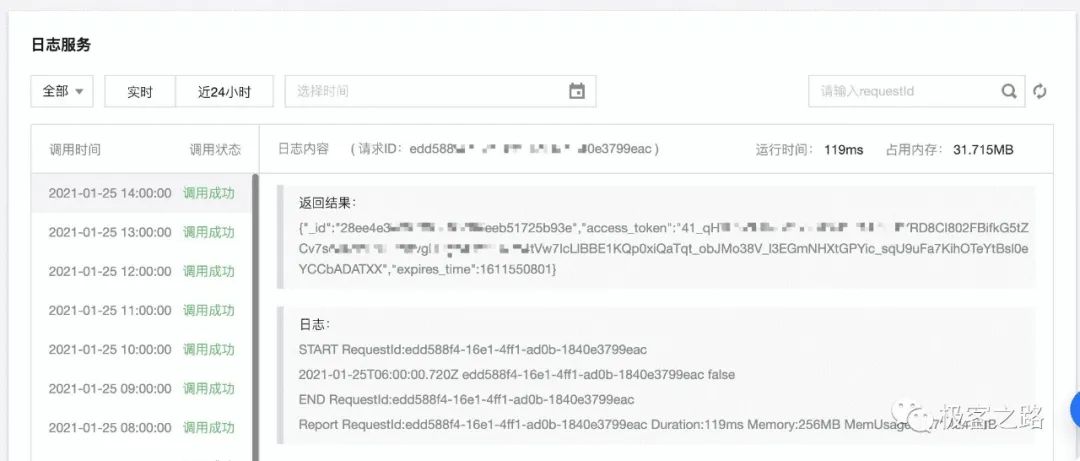 日志服务
全部 实时 近24小时 选择时间 请输入requestId
调用时间 调用状态 日志内容 (请求ID: edd588 0e3799eac) 运行时间: 119ms 占用内存: 31.715MB
2021-01-25 14:00:00 调用成功
2021-01-25 13:00:00 调用成功
2021-01-25 12:00:00 调用成功
2021-01-25 11:00:00 调用成功
2021-01-25 10:00:00 调用成功
2021-01-25 09:00:00 调用成功
2021-01-25 08:00:00 调用成功
返回结果:
{"_id":"28ee4e3 eeb51725b93e","access_token":"41_qH RD8Cl802FBifkG5tZ
Cv7s tVw7IcLlBBE1KQp0xiQaTqt_obJMo38V_l3EGmNHXtGPYic_sqU9uFa7KihOTeYtBsl0e
YCCbADATXX","expires_time":1611550801}
日志:
START RequestId:edd588f4-16e1-4ff1-ad0b-1840e3799eac
2021-01-25T06:00:00.720Z edd588f4-16e1-4ff1-ad0b-1840e3799eac false
END RequestId:edd588f4-16e1-4ff1-ad0b-1840e3799eac
Report RequestId:edd588f4-16e1-4ff1-ad0b-1840e3799eac Duration:119ms Memory:256MB MemUsage
极客之路